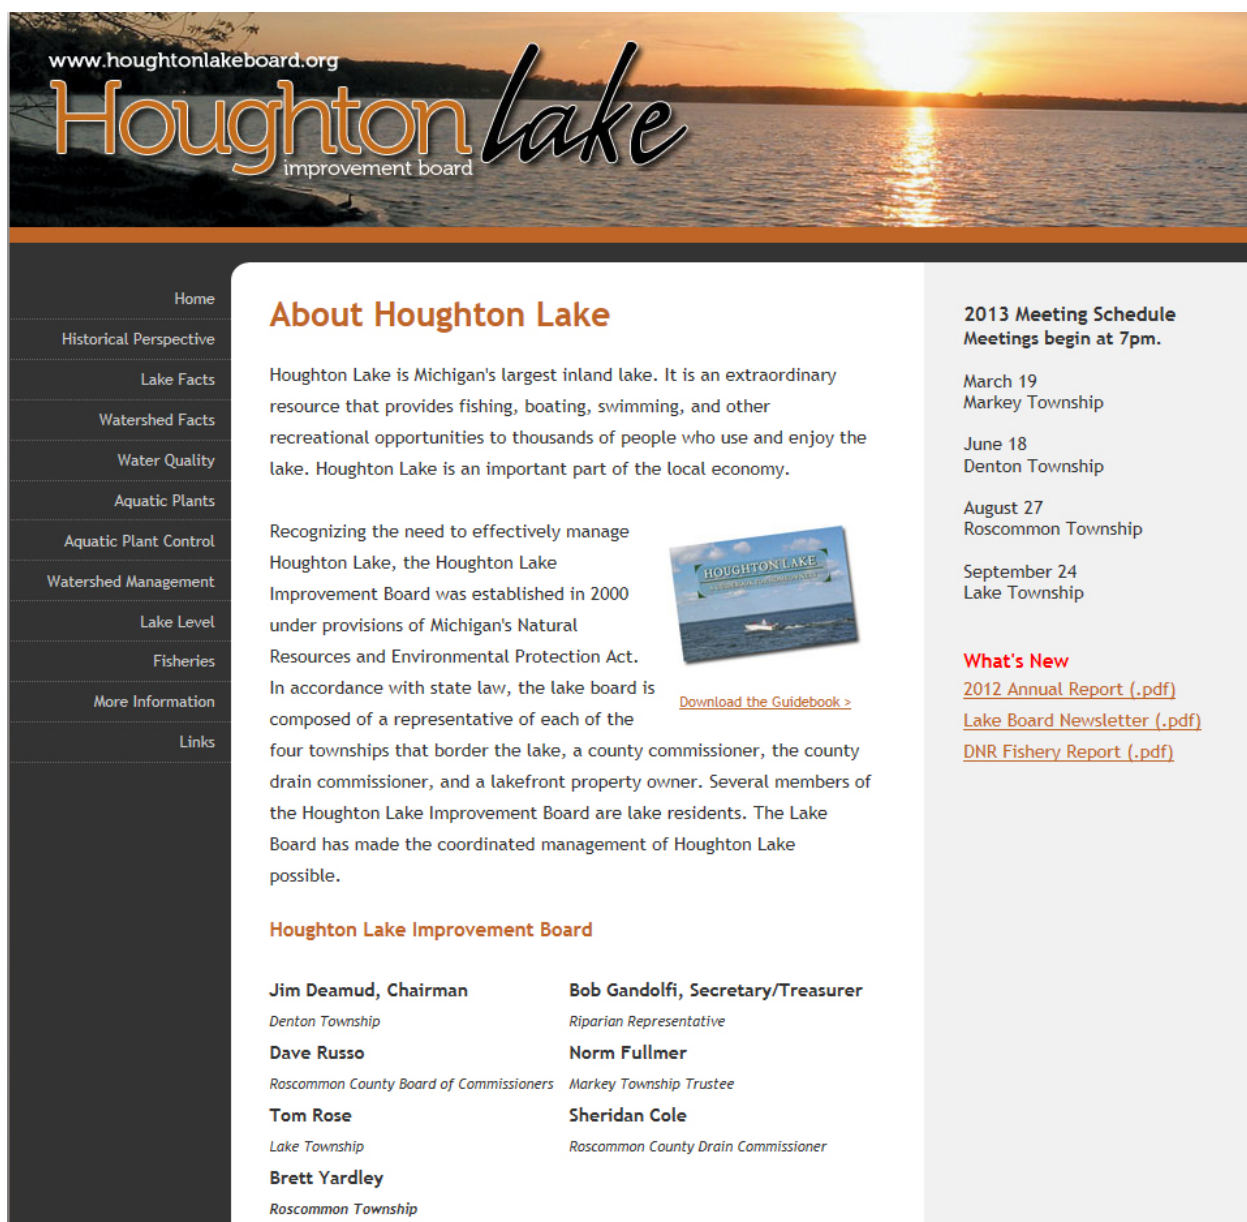 www.houghtonlakeboard.org
Houghton Lake
improvement board
Home
Historical Perspective
Lake Facts
Watershed Facts
Water Quality
Aquatic Plants
Aquatic Plant Control
Watershed Management
Lake Level
Fisheries
More Information
Links
About Houghton Lake
Houghton Lake is Michigan's largest inland lake. It is an extraordinary
resource that provides fishing, boating, swimming, and other
recreational opportunities to thousands of people who use and enjoy the
lake. Houghton Lake is an important part of the local economy.
Recognizing the need to effectively manage
Houghton Lake, the Houghton Lake
Improvement Board was established in 2000
under provisions of Michigan's Natural
Resources and Environmental Protection Act.
In accordance with state law, the lake board is
composed of a representative of each of the
four townships that border the lake, a county commissioner, the county
drain commissioner, and a lakefront property owner. Several members of
the Houghton Lake Improvement Board are lake residents. The Lake
Board has made the coordinated management of Houghton Lake
possible.
HOUGHTON LAKE
Download the Guidebook >
Houghton Lake Improvement Board
Jim Deamud, Chairman
Denton Township
Dave Russo
Roscommon County Board of Commissioners
Tom Rose
Lake Township
Brett Yardley
Roscommon Township
Bob Gandolfi, Secretary/Treasurer
Riparian Representative
Norm Fullmer
Markey Township Trustee
Sheridan Cole
Roscommon County Drain Commissioner
2013 Meeting Schedule
Meetings begin at 7pm.
March 19
Markey Township
June 18
Denton Township
August 27
Roscommon Township
September 24
Lake Township
What's New
2012 Annual Report (.pdf)
Lake Board Newsletter (.pdf)
DNR Fishery Report (.pdf)